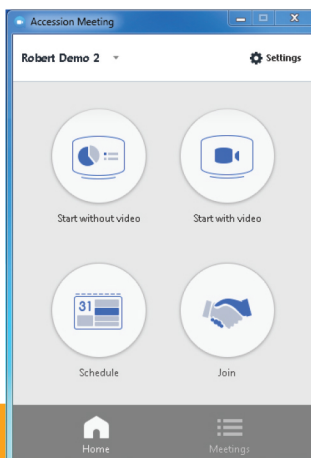 Accession Meeting
Robert Demo 2
Settings
Start without video
Start with video
31
Schedule
Join
Home
Meetings